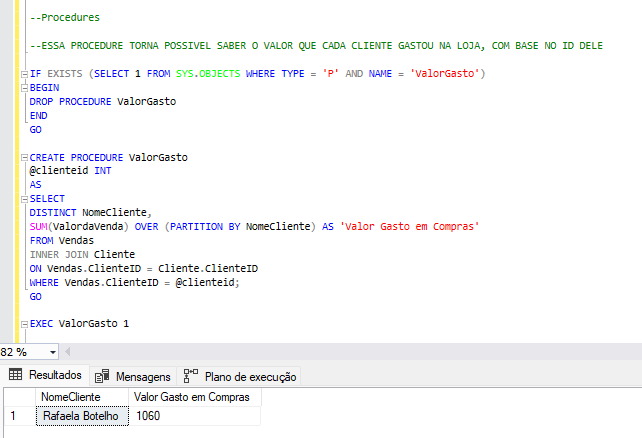 --Procedures
--ESSA PROCEDURE TORNA POSSIVEL SABER O VALOR QUE CADA CLIENTE GASTOU NA LOJA, COM BASE NO ID DELE
IF EXISTS (SELECT 1 FROM SYS.OBJECTS WHERE TYPE = 'P' AND NAME = 'ValorGasto')
BEGIN
DROP PROCEDURE ValorGasto
END
GO
CREATE PROCEDURE ValorGasto
@clienteid INT
AS
SELECT
DISTINCT NomeCliente,
SUM(ValordaVenda) OVER (PARTITION BY NomeCliente) AS 'Valor Gasto em Compras'
FROM Vendas
INNER JOIN Cliente
ON Vendas.ClienteID = Cliente.ClienteID
WHERE Vendas.ClienteID = @clienteid;
GO
EXEC ValorGasto 1
82 %
Resultados Mensagens Plano de execução
NomeCliente Valor Gasto em Compras
1 Rafaela Botelho 1060